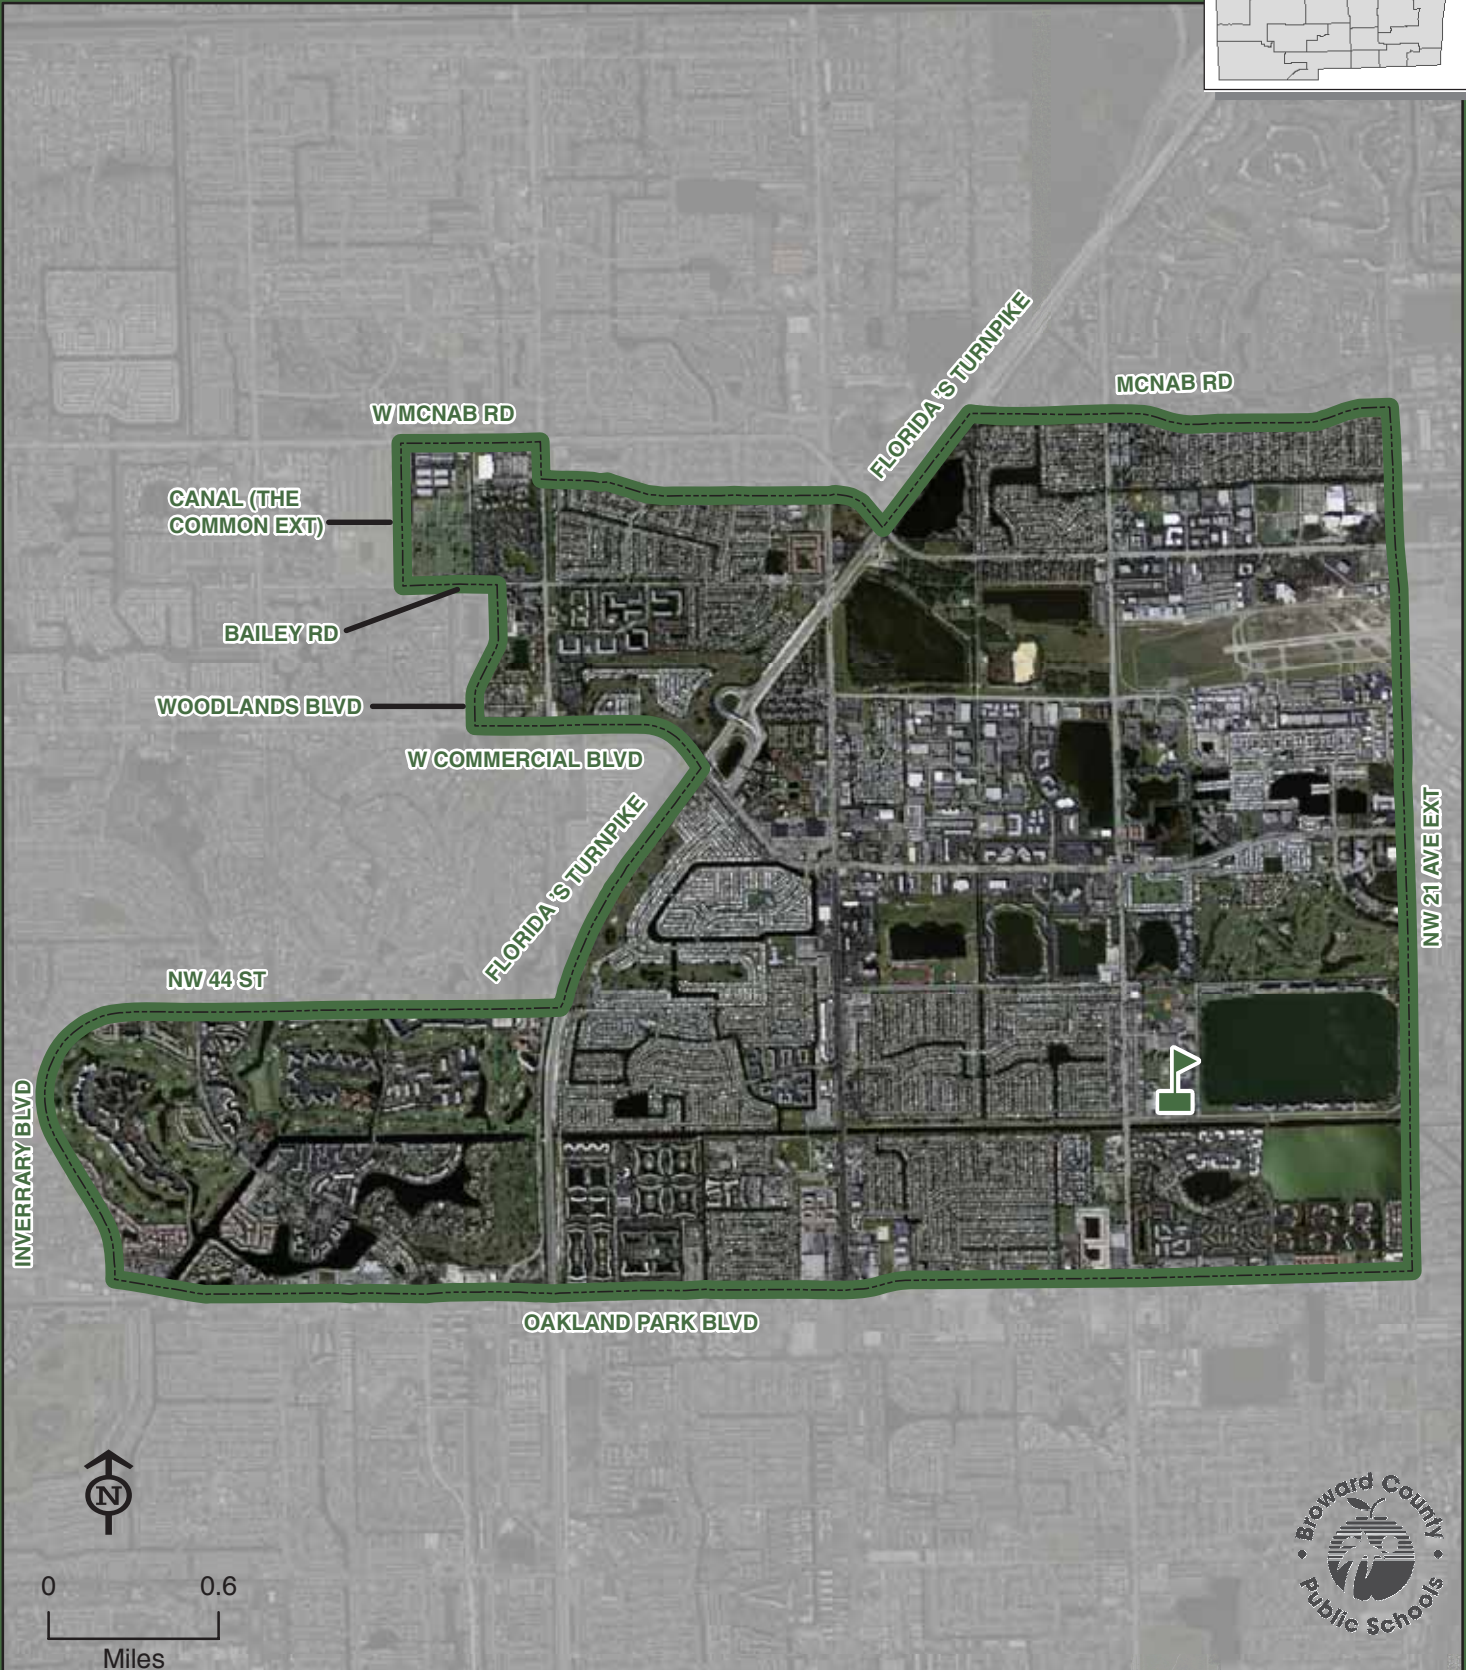 FLORIDA 'S TURNPIKE
MCNAB RD
W MCNAB RD
CANAL (THE
COMMON EXT)
BAILEY RD
WOODLANDS BLVD
W COMMERCIAL BLVD
FLORIDA 'S TURNPIKE
NW 21 AVE EXT
NW 44 ST
INVERRARY BLVD
OAKLAND PARK BLVD
N
0 0.6
Miles
Broward County
Public Schools